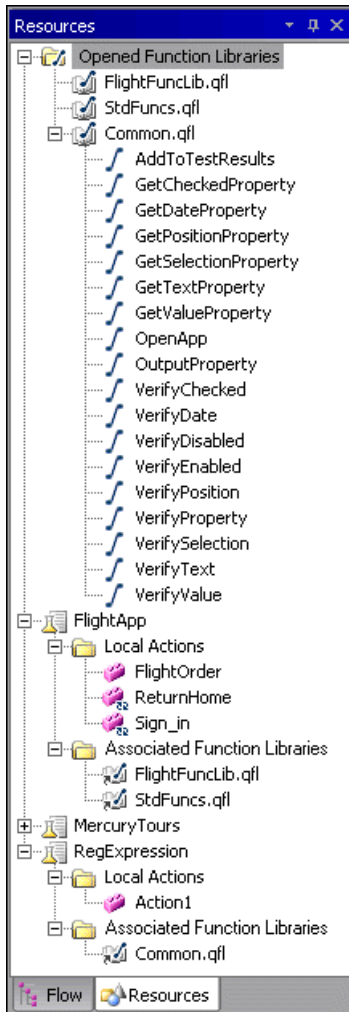 Resources
Opened Function Libraries
FlightFuncLib.qfl
StdFuncs.qfl
Common.qfl
AddToTestResults
GetCheckedProperty
GetDateProperty
GetPositionProperty
GetSelectionProperty
GetTextProperty
GetValueProperty
OpenApp
OutputProperty
VerifyChecked
VerifyDate
VerifyDisabled
VerifyEnabled
VerifyPosition
VerifyProperty
VerifySelection
VerifyText
VerifyValue
FlightApp
Local Actions
FlightOrder
ReturnHome
Sign_in
Associated Function Libraries
FlightFuncLib.qfl
StdFuncs.qfl
MercuryTours
RegExpression
Local Actions
Action1
Associated Function Libraries
Common.qfl
Flow Resources